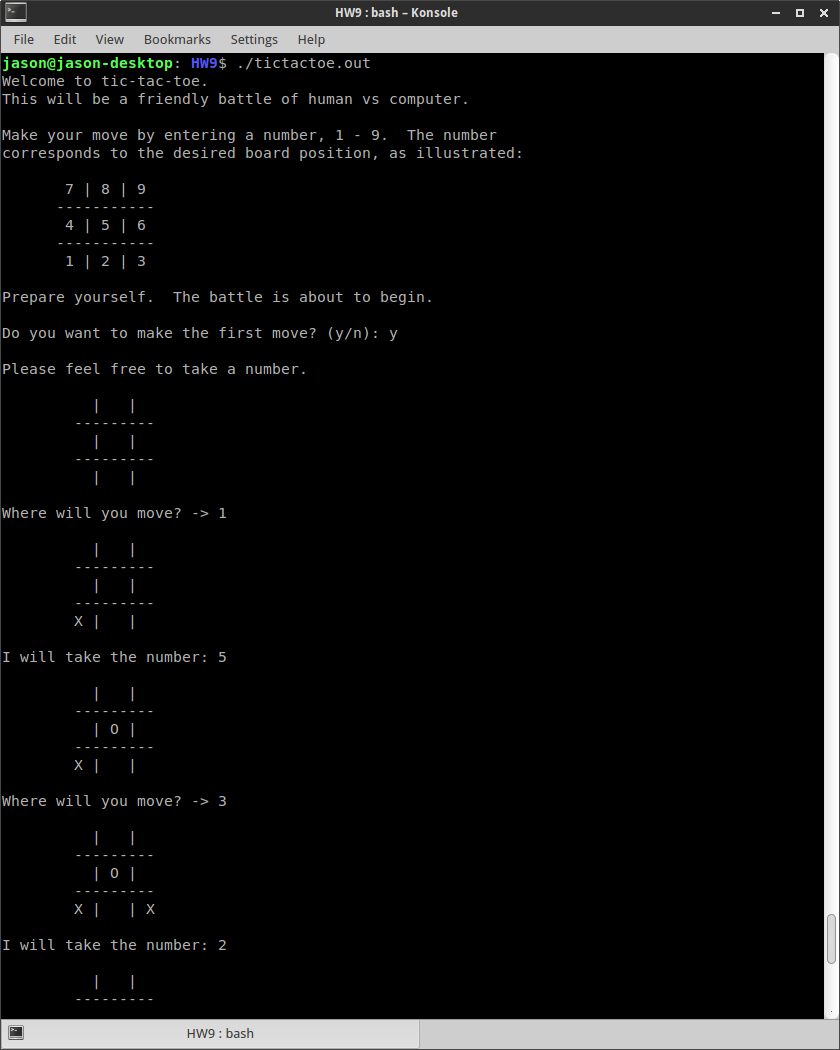 HW9 : bash – Konsole
File Edit View Bookmarks Settings Help
jason@jason-desktop: HW9$ ./tictactoe.out
Welcome to tic-tac-toe.
This will be a friendly battle of human vs computer.
Make your move by entering a number, 1 - 9.  The number
corresponds to the desired board position, as illustrated:
       7 | 8 | 9
      -----------
       4 | 5 | 6
      -----------
       1 | 2 | 3
Prepare yourself.  The battle is about to begin.
Do you want to make the first move? (y/n): y
Please feel free to take a number.
          |   |
        ---------
          |   |
        ---------
          |   |
Where will you move? -> 1
          |   |
        ---------
          |   |
        ---------
        X |   |
I will take the number: 5
          |   |
        ---------
          | O |
        ---------
        X |   |
Where will you move? -> 3
          |   |
        ---------
          | O |
        ---------
        X |   | X
I will take the number: 2
          |   |
        ---------
HW9 : bash